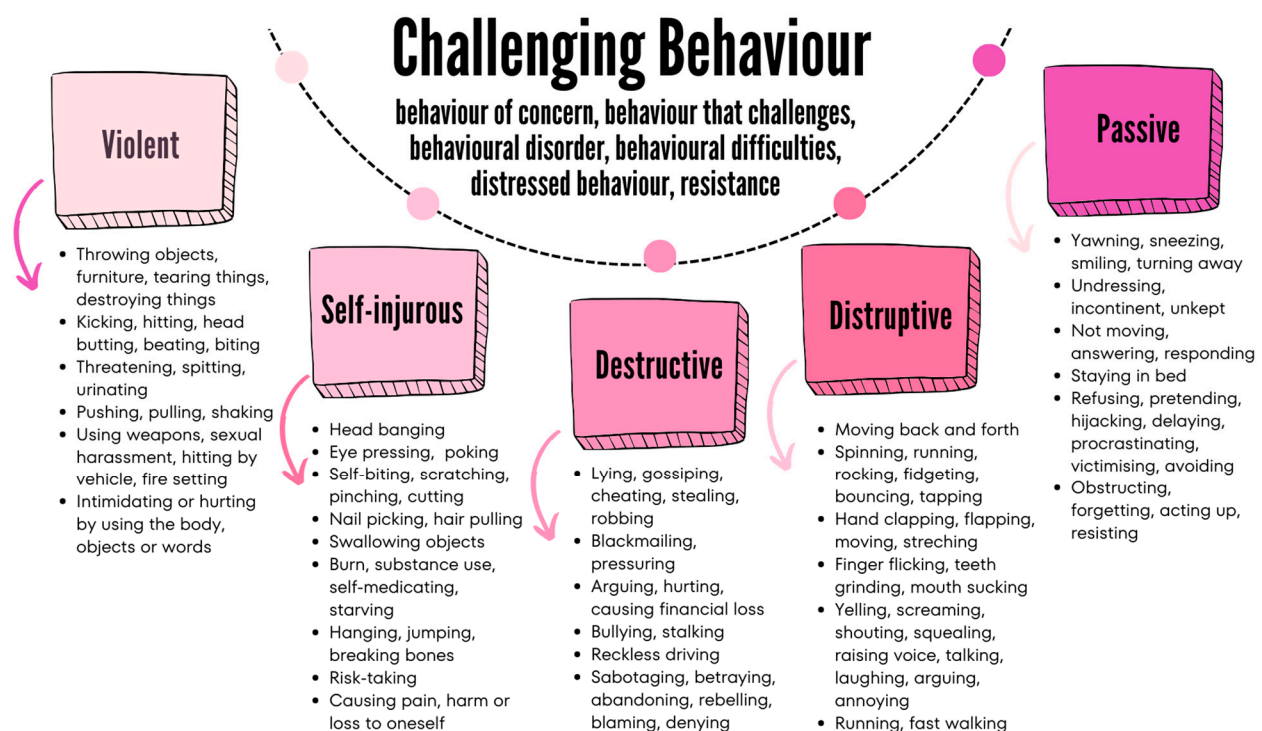 Challenging Behaviour
behaviour of concern, behaviour that challenges,
behavioural disorder, behavioural difficulties,
distressed behaviour, resistance
Violent
Throwing objects,
furniture, tearing things,
destroying things
Kicking, hitting, head
butting, beating, biting
Threatening, spitting,
urinating
Pushing, pulling, shaking
Using weapons, sexual
harassment, hitting by
vehicle, fire setting
Intimidating or hurting
by using the body,
objects or words
Self-injurous
Head banging
Eye pressing, poking
Self-biting, scratching,
pinching, cutting
Nail picking, hair pulling
Swallowing objects
Burn, substance use,
self-medicating,
starving
Hanging, jumping,
breaking bones
Risk-taking
Causing pain, harm or
loss to oneself
Destructive
Lying, gossiping,
cheating, stealing,
robbing
Blackmailing,
pressuring
Arguing, hurting,
causing financial loss
Bullying, stalking
Reckless driving
Sabotaging, betraying,
abandoning, rebelling,
blaming, denying
Distruptive
Moving back and forth
Spinning, running,
rocking, fidgeting,
bouncing, tapping
Hand clapping, flapping,
moving, streching
Finger flicking, teeth
grinding, mouth sucking
Yelling, screaming,
shouting, squealing,
raising voice, talking,
laughing, arguing,
annoying
Running, fast walking
Passive
Yawning, sneezing,
smiling, turning away
Undressing,
incontinent, unkept
Not moving,
answering, responding
Staying in bed
Refusing, pretending,
hijacking, delaying,
procrastinating,
victimising, avoiding
Obstructing,
forgetting, acting up,
resisting